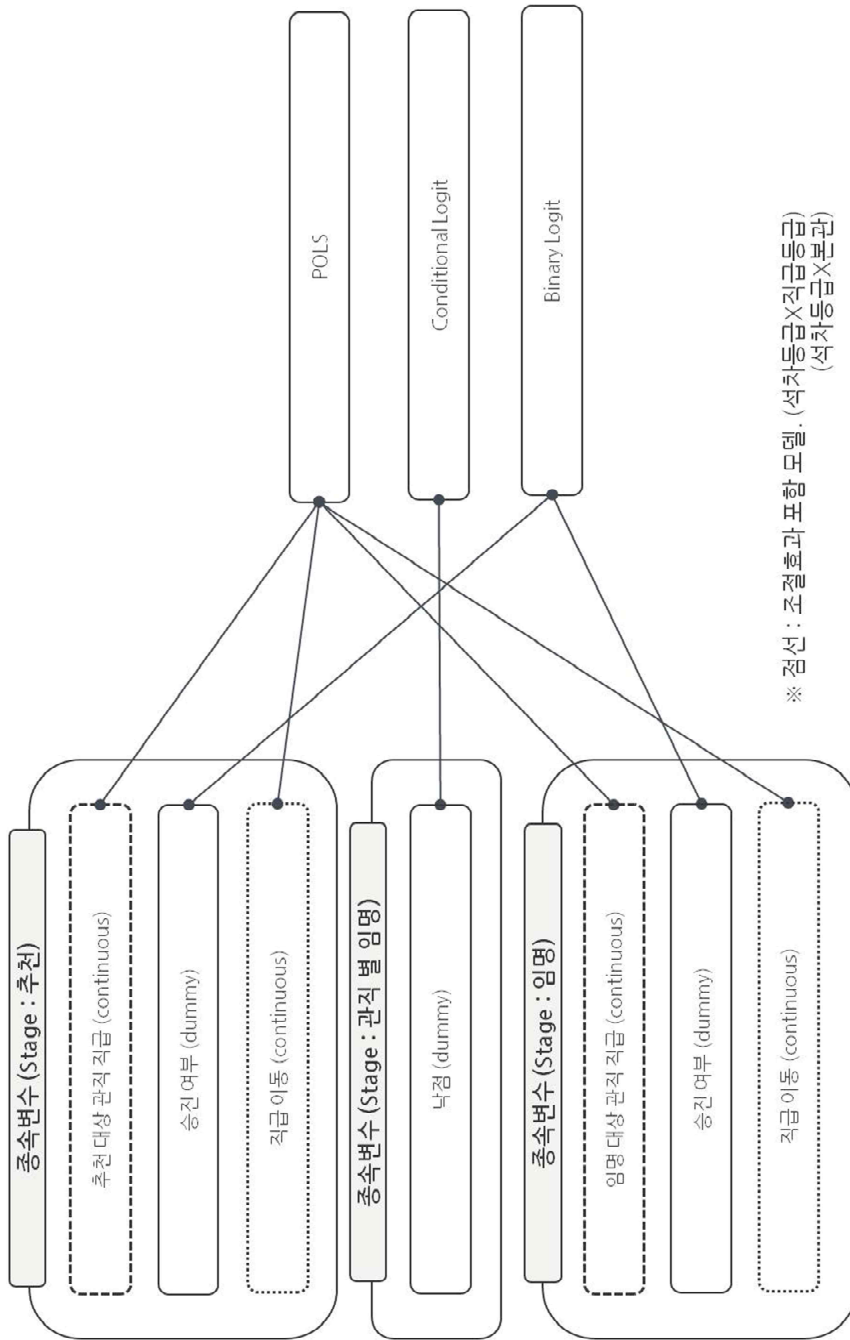 종속변수 (Stage : 추천)
추천 대상 관직 직급 (continuous)
승진 여부 (dummy)
직급 이동 (continuous)
종속변수 (Stage : 관직 별 임명)
낙점 (dummy)
종속변수 (Stage : 임명)
임명 대상 관직 직급 (continuous)
승진 여부 (dummy)
직급 이동 (continuous)
POLS
Conditional Logit
Binary Logit
※ 점선 : 조절효과 포함 모델. (석차등급X직급등급)
(석차등급X본관)